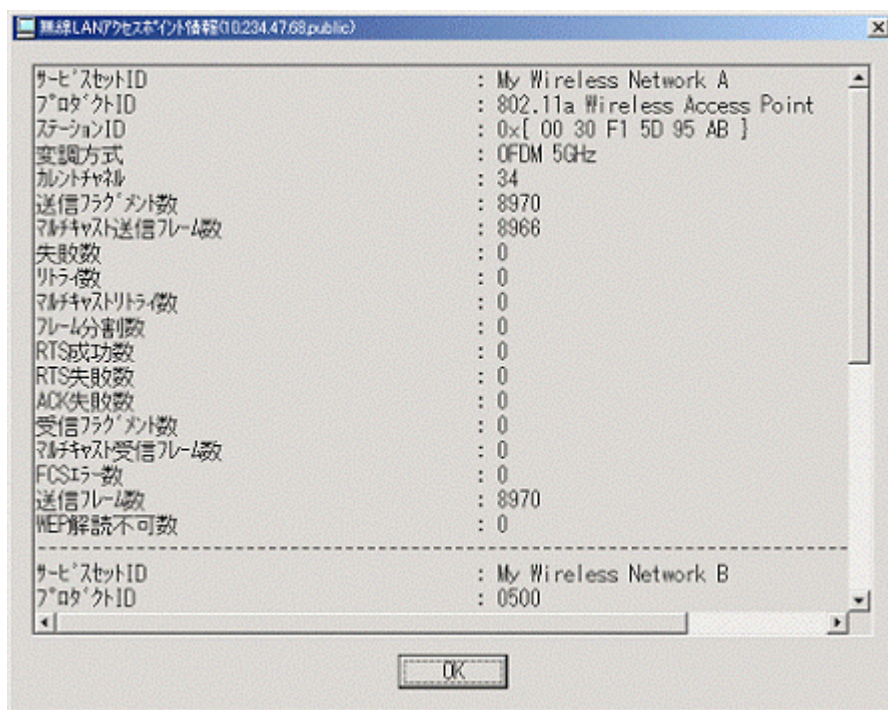 無線LANｱｸｾｽﾎﾟｲﾝﾄ情報(10.234.47.68,public)
ｻｰﾋﾞｽｾｯﾄID : My Wireless Network A
ﾌﾟﾛﾀﾞｸﾄID : 802.11a Wireless Access Point
ｽﾃｰｼｮﾝID : 0x[ 00 30 F1 5D 95 AB ]
変調方式 : OFDM 5GHz
ｶﾚﾝﾄﾁｬﾈﾙ : 34
送信ﾌﾗｸﾞﾒﾝﾄ数 : 8970
ﾏﾙﾁｷｬｽﾄ送信ﾌﾚｰﾑ数 : 8966
失敗数 : 0
ﾘﾄﾗｲ数 : 0
ﾏﾙﾁｷｬｽﾄﾘﾄﾗｲ数 : 0
ﾌﾚｰﾑ分割数 : 0
RTS成功数 : 0
RTS失敗数 : 0
ACK失敗数 : 0
受信ﾌﾗｸﾞﾒﾝﾄ数 : 0
ﾏﾙﾁｷｬｽﾄ受信ﾌﾚｰﾑ数 : 0
FCSｴﾗｰ数 : 0
送信ﾌﾚｰﾑ数 : 8970
WEP解読不可数 : 0
ｻｰﾋﾞｽｾｯﾄID : My Wireless Network B
ﾌﾟﾛﾀﾞｸﾄID : 0500
OK